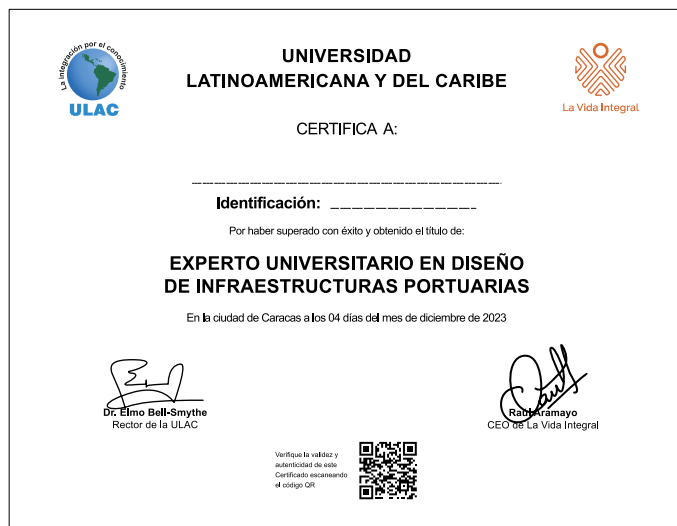 La integración por el conocimiento
ULAC
UNIVERSIDAD
LATINOAMERICANA Y DEL CARIBE
La Vida Integral
CERTIFICA A:
Identificación:
Por haber superado con éxito y obtenido el título de:
EXPERTO UNIVERSITARIO EN DISEÑO
DE INFRAESTRUCTURAS PORTUARIAS
En la ciudad de Caracas a los 04 días del mes de diciembre de 2023
Dr. Elmo Bell-Smythe
Rector de la ULAC
Raúl Aramayo
CEO de La Vida Integral
Verifique la validez y
autenticidad de este
Certificado escaneando
el código QR